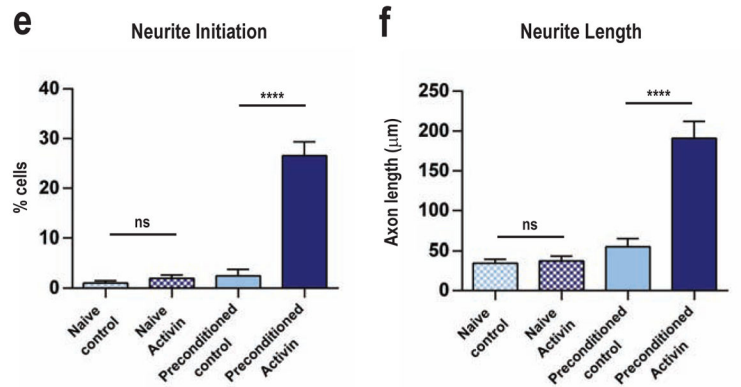 e
Neurite Initiation
% cells
40
30
20
10
0
ns
****
Naive
control
Naive
Activin
Preconditioned
control
Preconditioned
Activin
f
Neurite Length
Axon length (μm)
250
200
150
100
50
0
ns
****
Naive
control
Naive
Activin
Preconditioned
control
Preconditioned
Activin